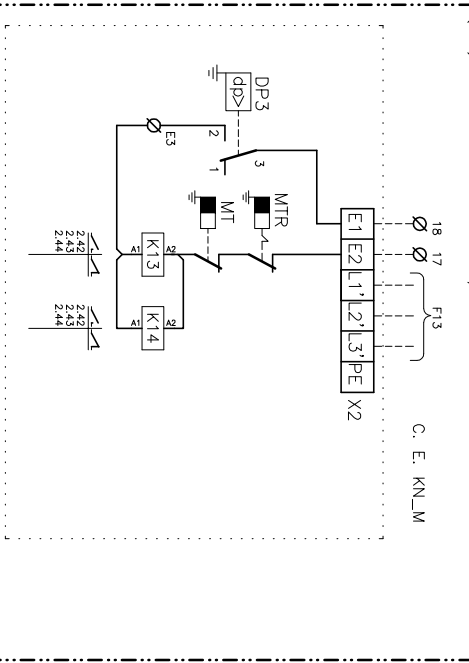 18
17
F13
C. E. KN_M
E1
E2
L1,
L2,
L3,
PE
X2
DP3
dp>
3
1
2
E3
MTR
MT
A1 K13 A2
A1 K14 A2
2.42
2.43
2.44
2.42
2.43
2.44